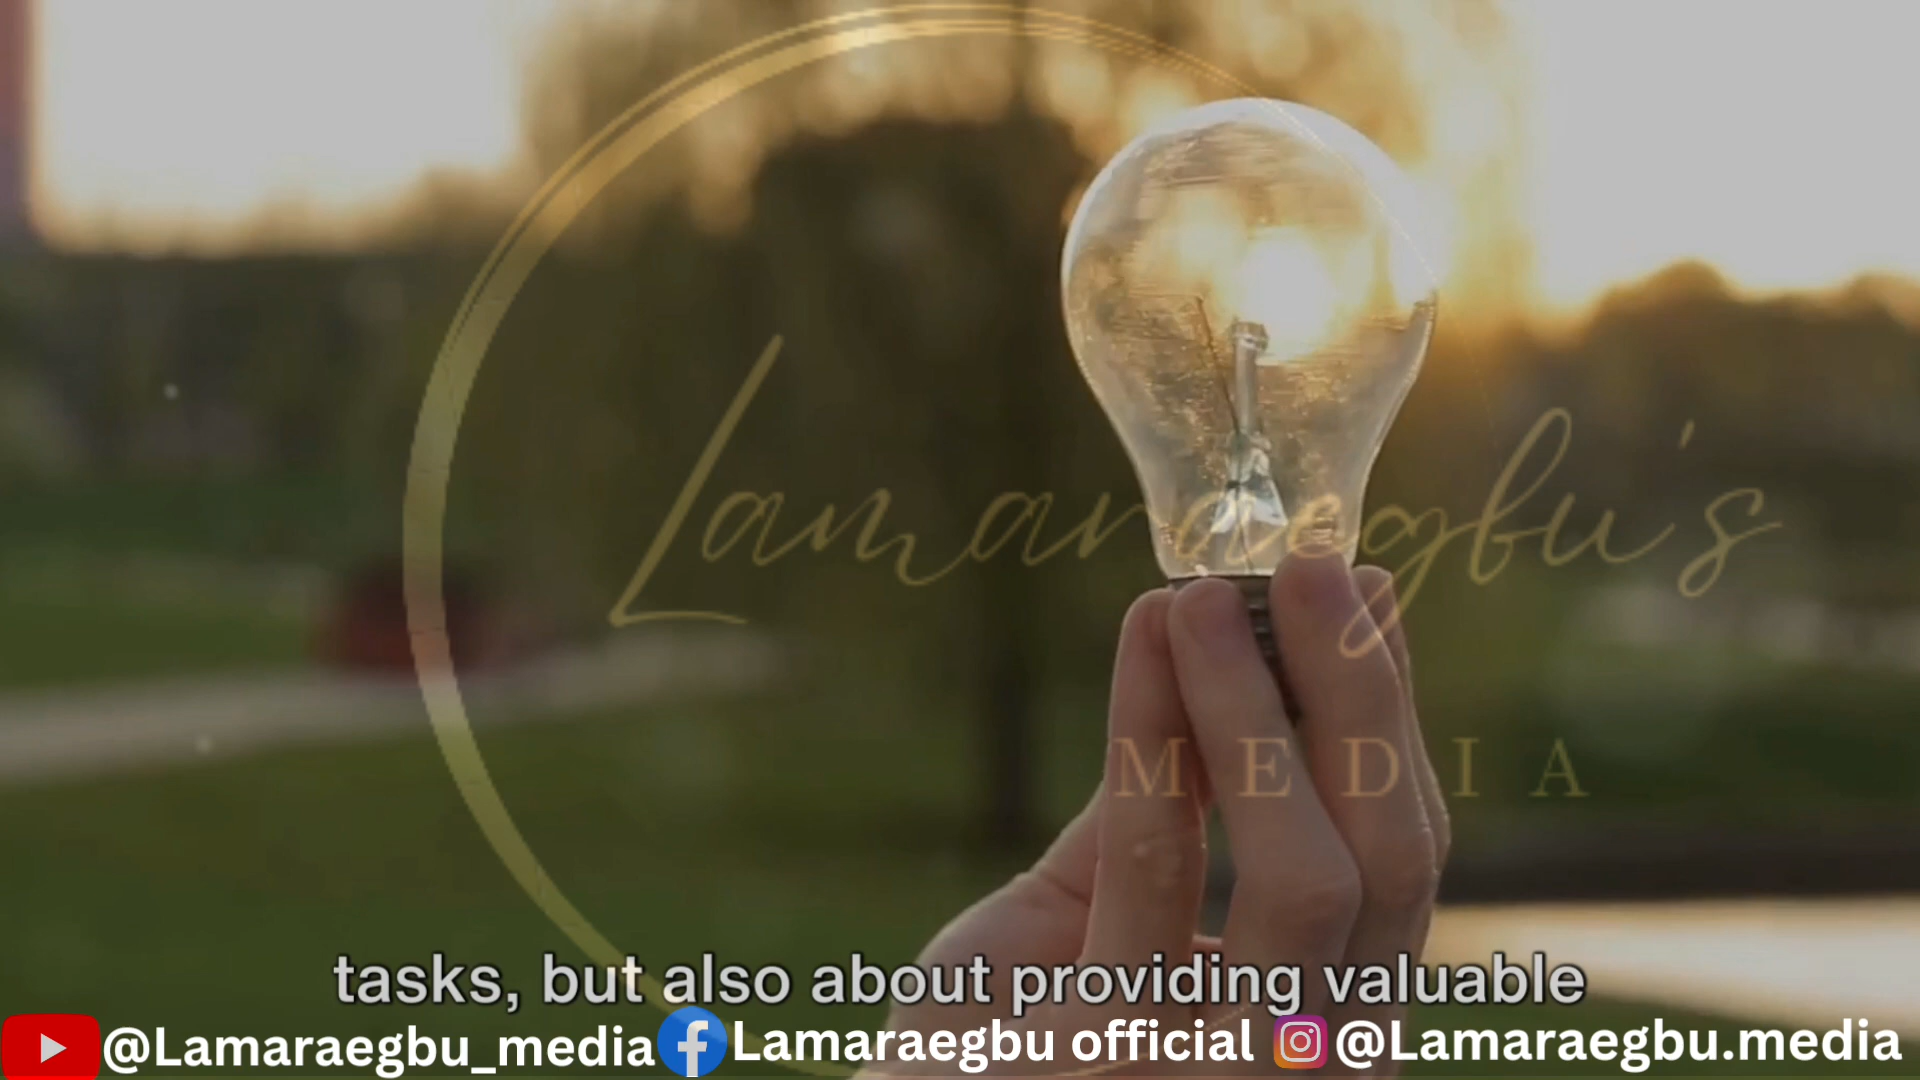 Lamaraegbu's
MEDIA
tasks, but also about providing valuable
@Lamaraegbu_media Lamaraegbu official @Lamaraegbu.media